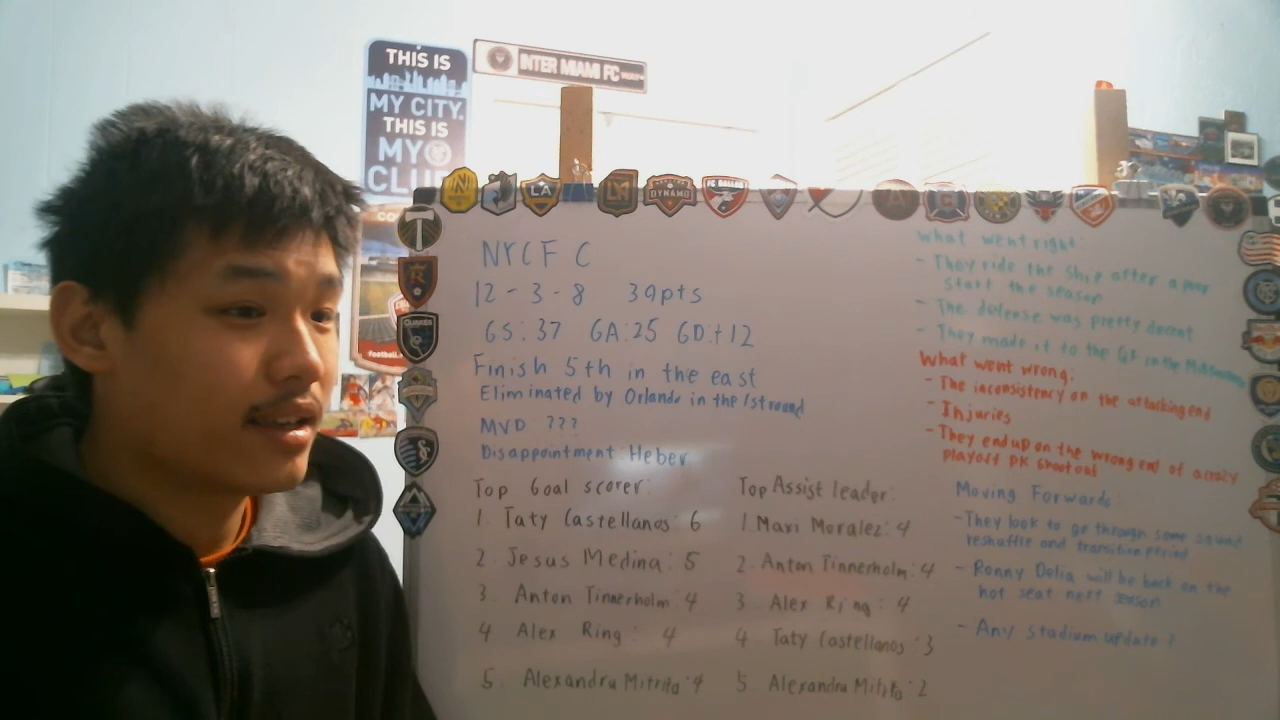 THIS IS
MY CITY.
THIS IS
MY
CLUB
INTER MIAMI FC
LA
DYNAMO
FC DALLAS
QUAKES
football.
NYCF C
12-3-8 39pts
GS: 37 GA: 25 GD: +12
Finish 5th in the east
Eliminated by Orlando in the 1st round
MVP ???
Disappointment: Heber
Top Goal scorer:
1. Taty Castellanos: 6
2. Jesus Medina: 5
3. Anton Tinnerholm: 4
4 Alex Ring: 4
5. Alexandru Mitrita: 4
Top Assist leader:
1. Maxi Moralez: 4
2. Anton Tinnerholm: 4
3 Alex Ring: 4
4 Taty Castellanos: 3
5 Alexandru Mitrita: 2
What went right:
- They ride the ship after a poor
start the season
- The defense was pretty decent
- They made it to the QF in the
What went wrong:
- The inconsistency on the attacking end
- Injuries
- They end up on the wrong end of a crazy
playoff PK shootout
Moving Forwards:
- They look to go through some squad
reshuffle and transition period
- Ronny Delia will be back on the
hot seat next season
- Any stadium update?